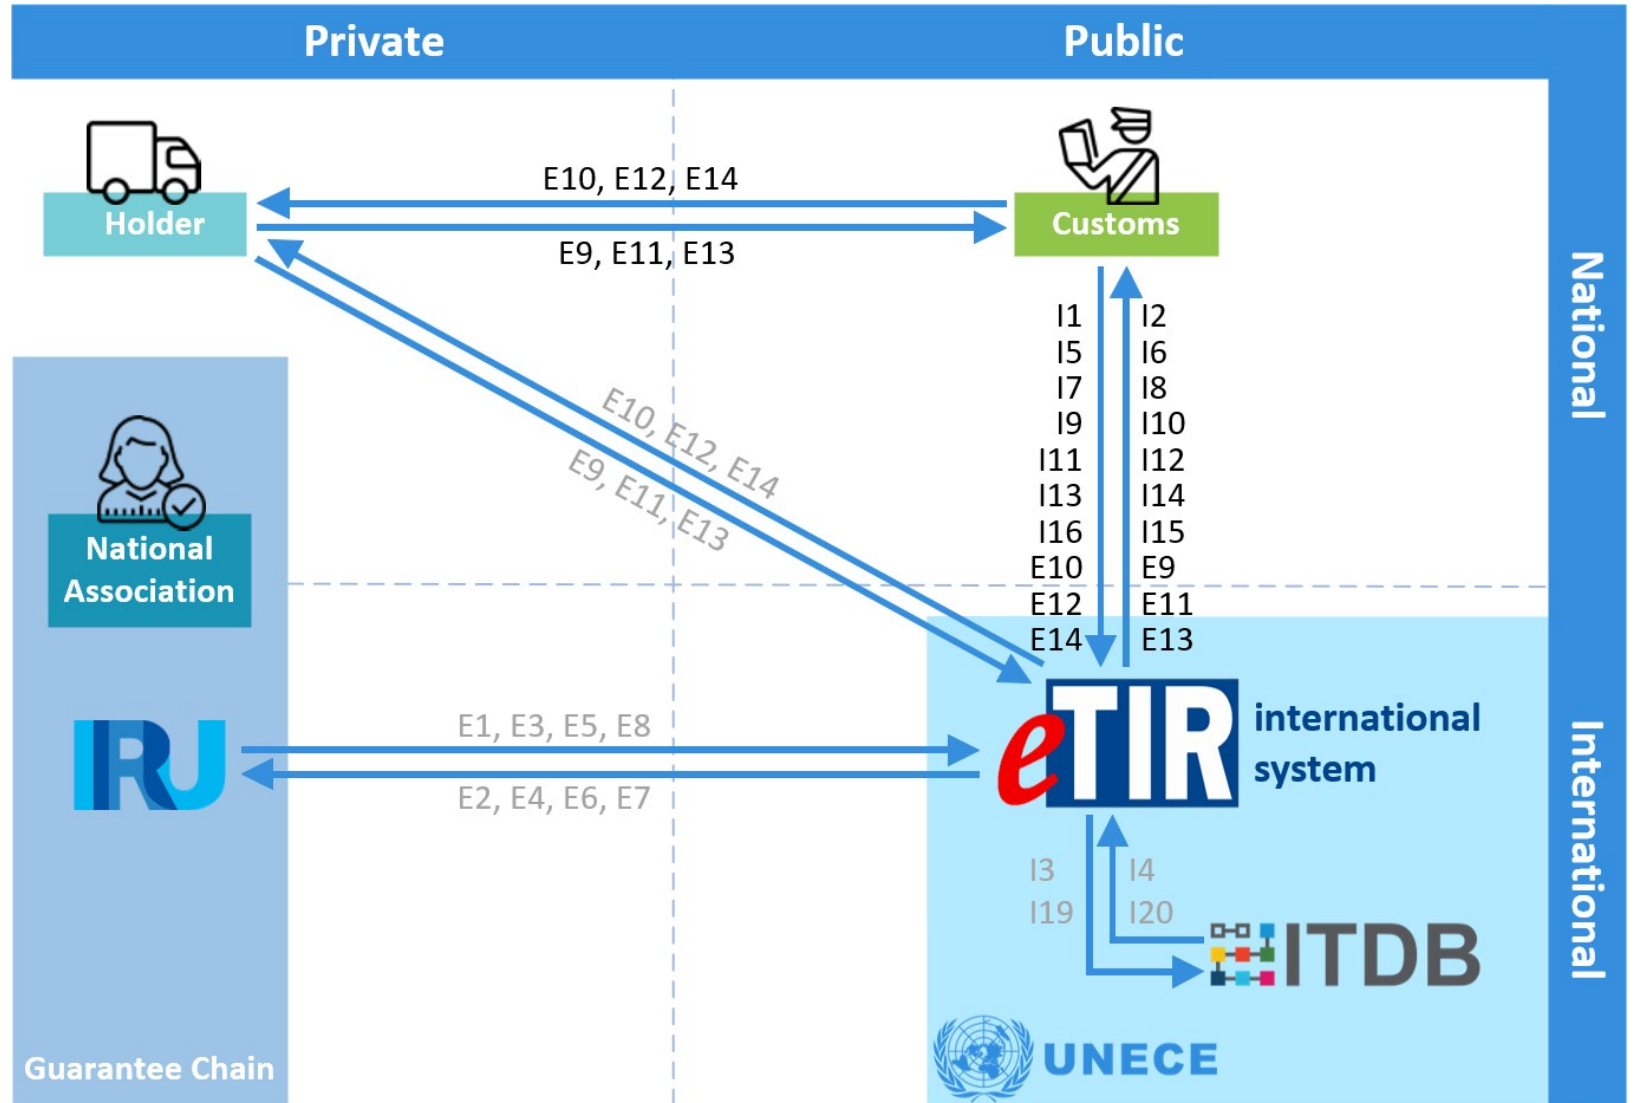 Private
Public
National
International
Holder
E10, E12, E14
E9, E11, E13
Customs
E10, E12, E14
E9, E11, E13
I1
I5
I7
I9
I11
I13
I16
E10
E12
E14
I2
I6
I8
I10
I12
I14
I15
E9
E11
E13
National
Association
IRU
E1, E3, E5, E8
E2, E4, E6, E7
eTIR
international
system
I3
I19
I4
I20
ITDB
Guarantee Chain
UNECE